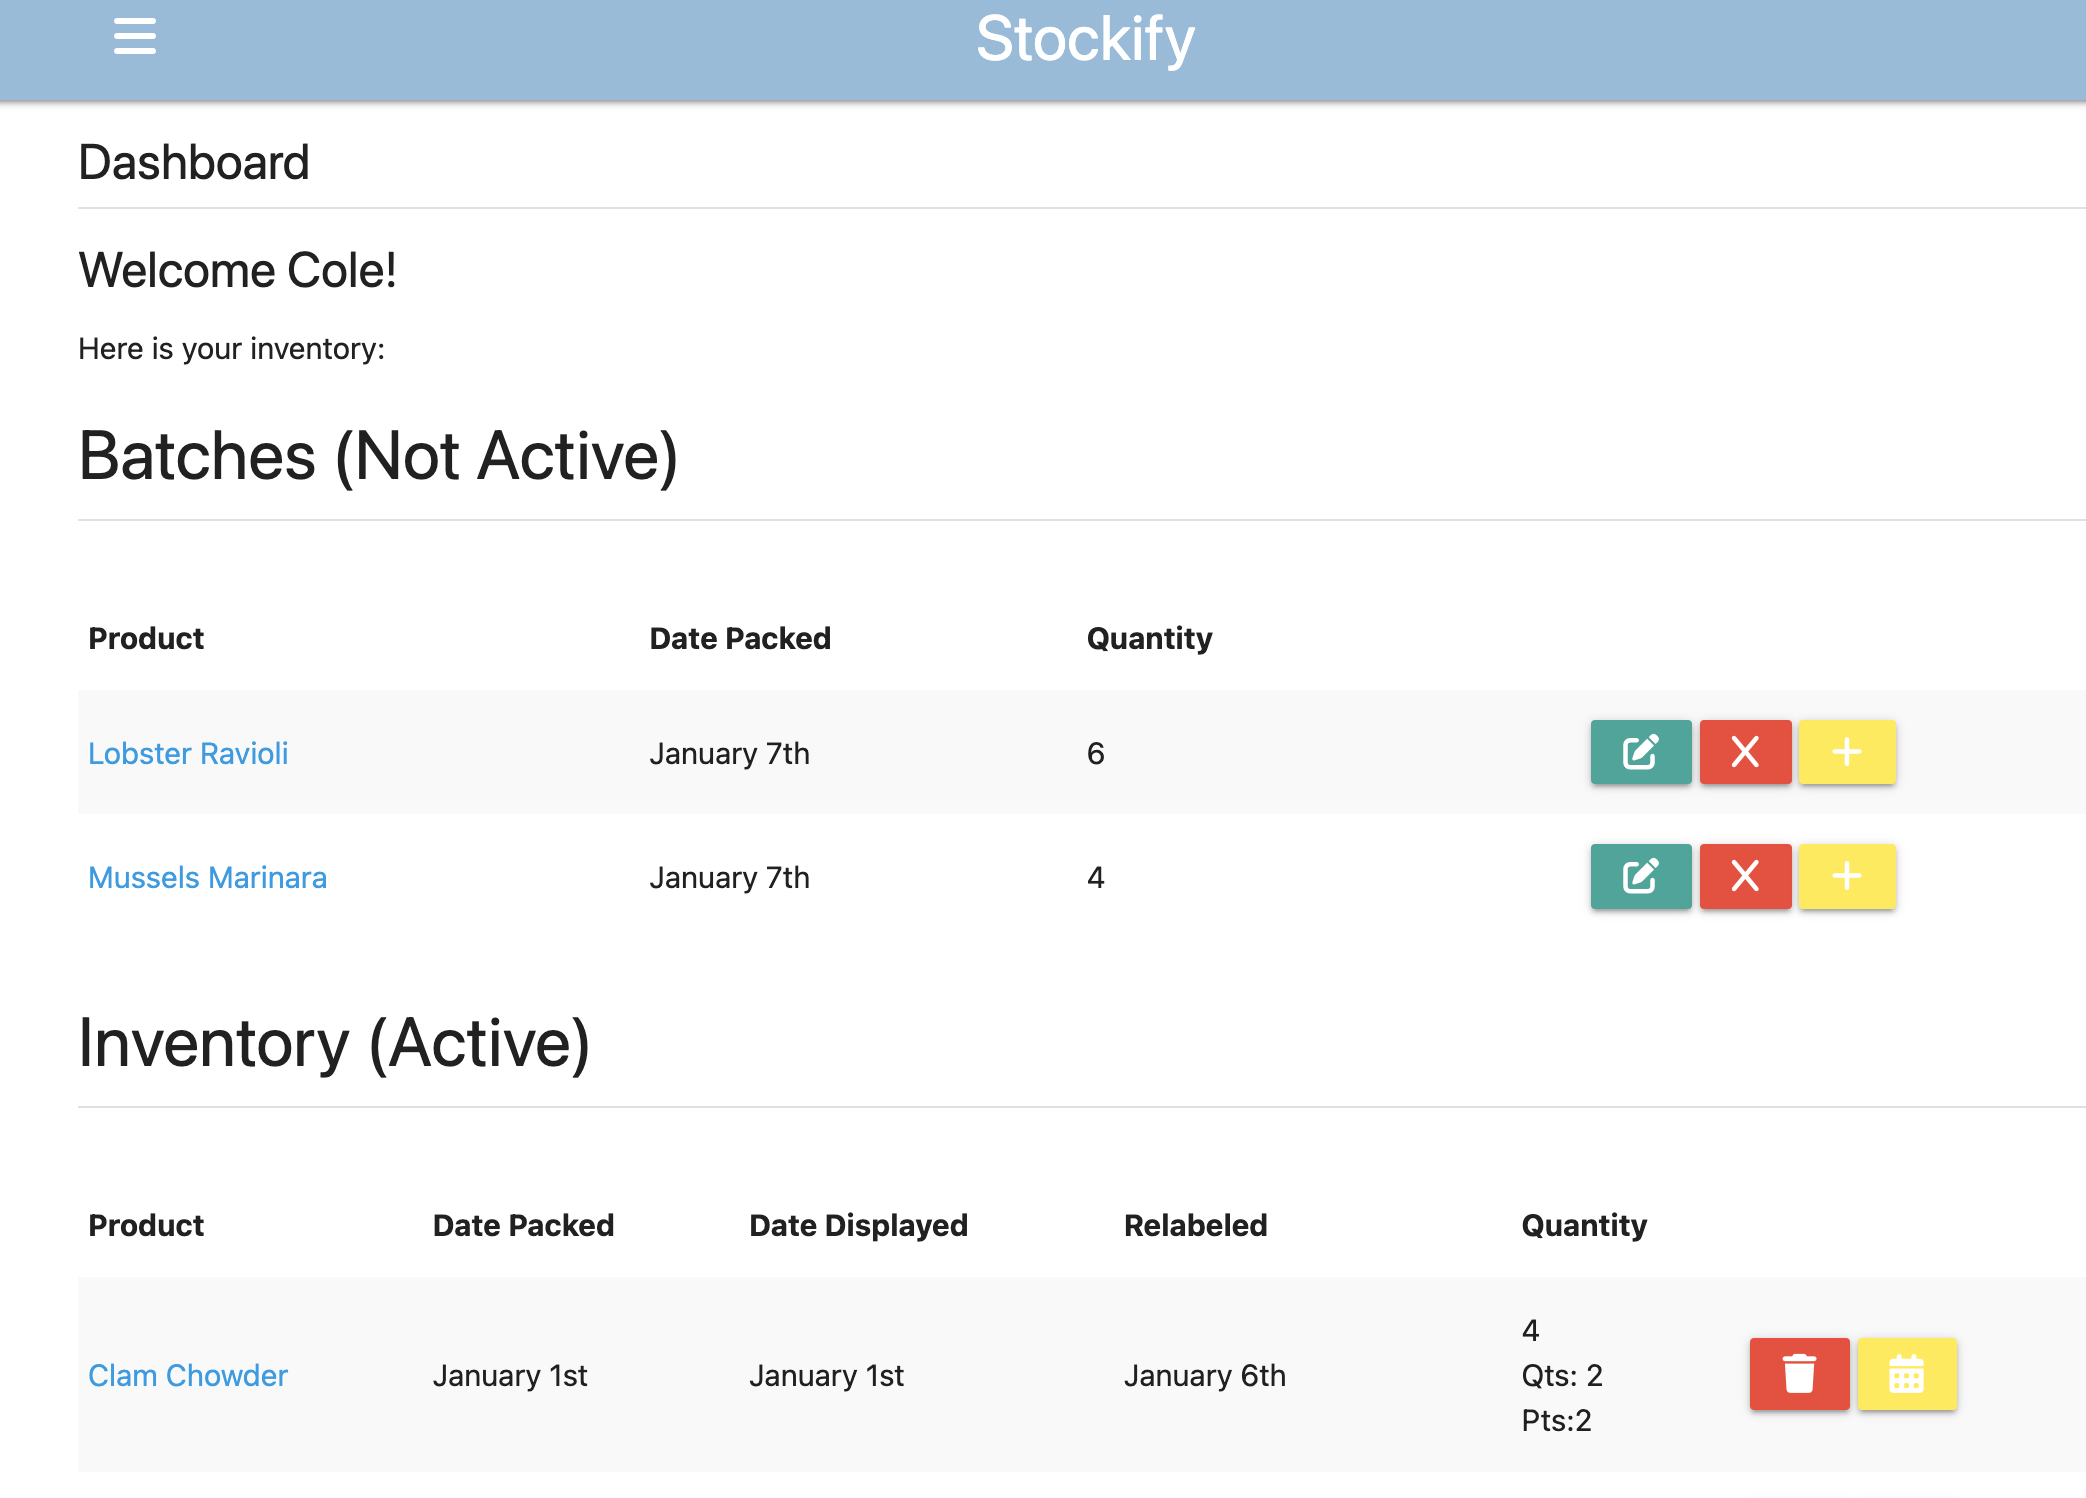 Stockify
Dashboard
Welcome Cole!
Here is your inventory:
Batches (Not Active)
Product Date Packed Quantity
Lobster Ravioli January 7th 6
Mussels Marinara January 7th 4
Inventory (Active)
Product Date Packed Date Displayed Relabeled Quantity
4
Clam Chowder January 1st January 1st January 6th Qts: 2
Pts:2